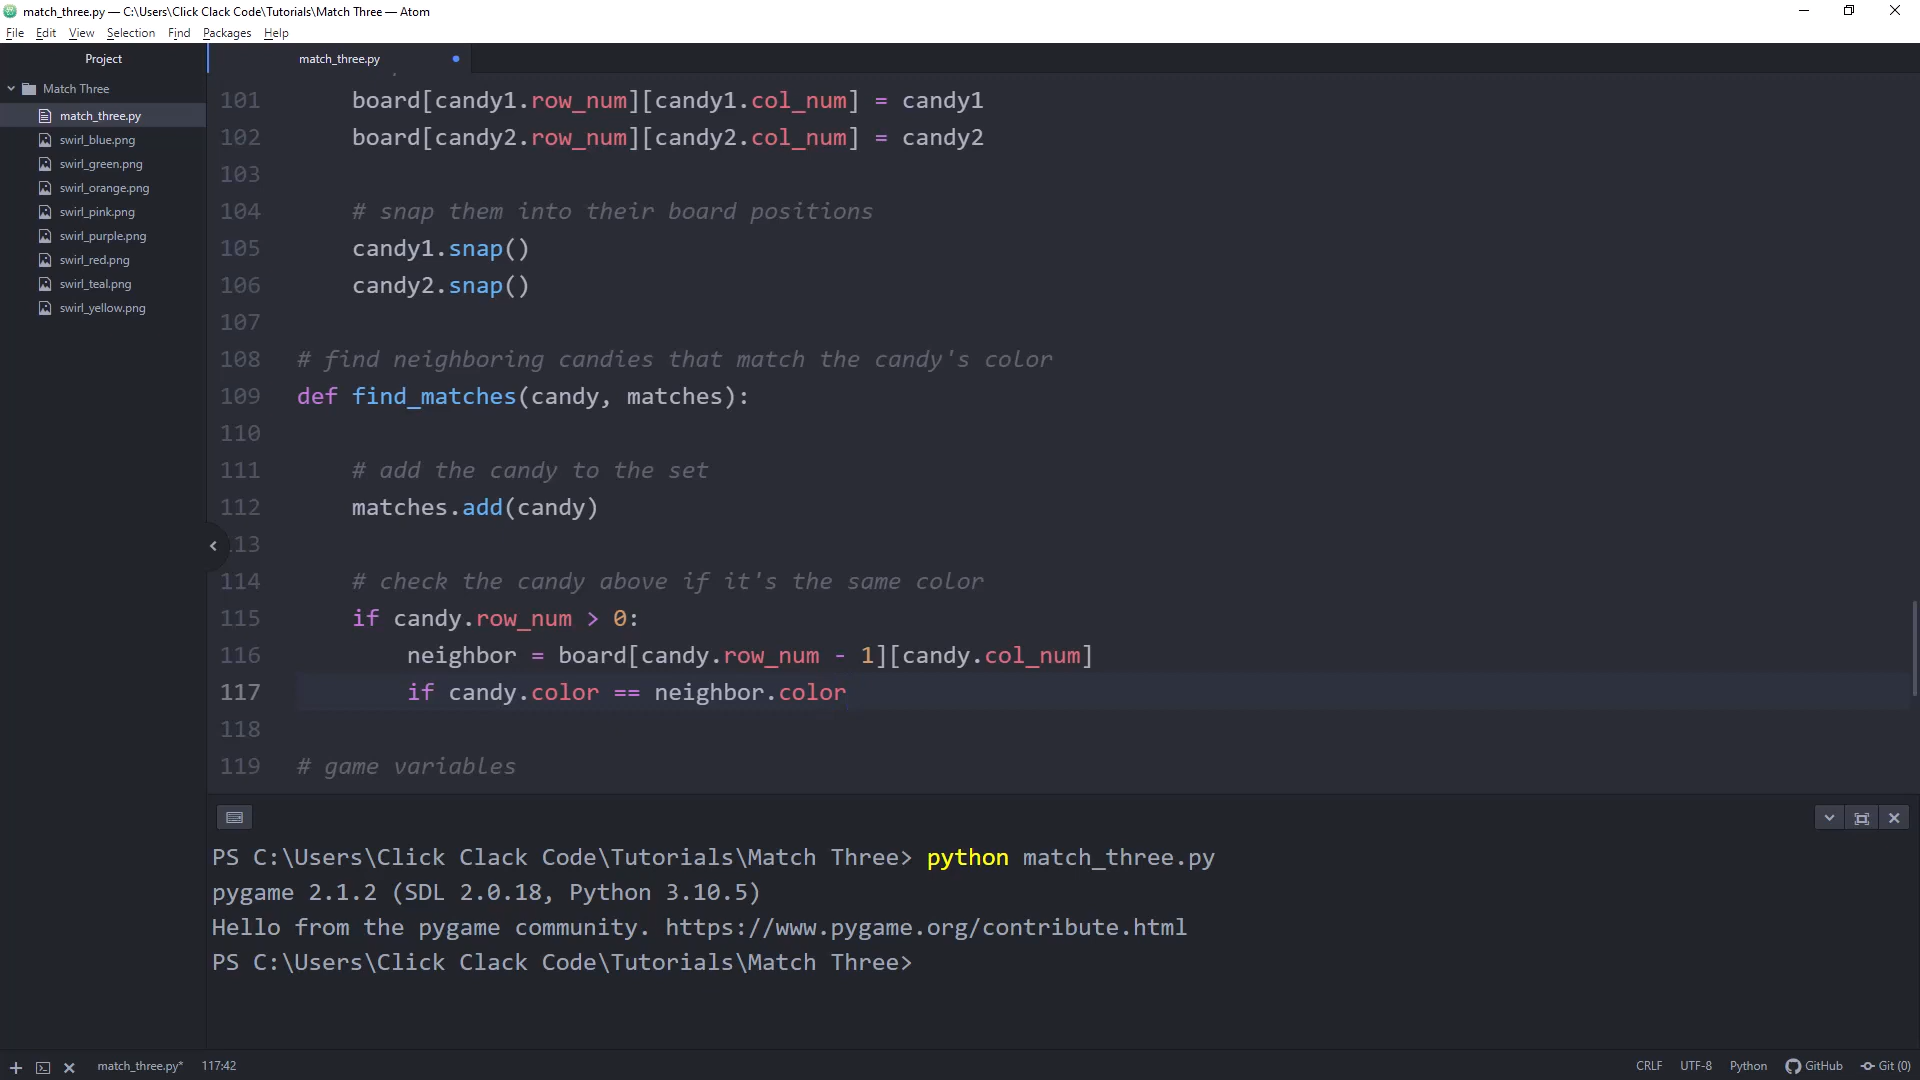 match_three.py — C:\Users\Click Clack Code\Tutorials\Match Three — Atom
File Edit View Selection Find Packages Help
Project
Match Three
match_three.py
swirl_blue.png
swirl_green.png
swirl_orange.png
swirl_pink.png
swirl_purple.png
swirl_red.png
swirl_teal.png
swirl_yellow.png
match_three.py
101 board[candy1.row_num][candy1.col_num] = candy1
102 board[candy2.row_num][candy2.col_num] = candy2
103
104 # snap them into their board positions
105 candy1.snap()
106 candy2.snap()
107
108 # find neighboring candies that match the candy's color
109 def find_matches(candy, matches):
110
111 # add the candy to the set
112 matches.add(candy)
13
114 # check the candy above if it's the same color
115 if candy.row_num > 0:
116 neighbor = board[candy.row_num - 1][candy.col_num]
117 if candy.color == neighbor.color
118
119 # game variables
PS C:\Users\Click Clack Code\Tutorials\Match Three> python match_three.py
pygame 2.1.2 (SDL 2.0.18, Python 3.10.5)
Hello from the pygame community. https://www.pygame.org/contribute.html
PS C:\Users\Click Clack Code\Tutorials\Match Three>
match_three.py* 117:42 CRLF UTF-8 Python GitHub Git (0)